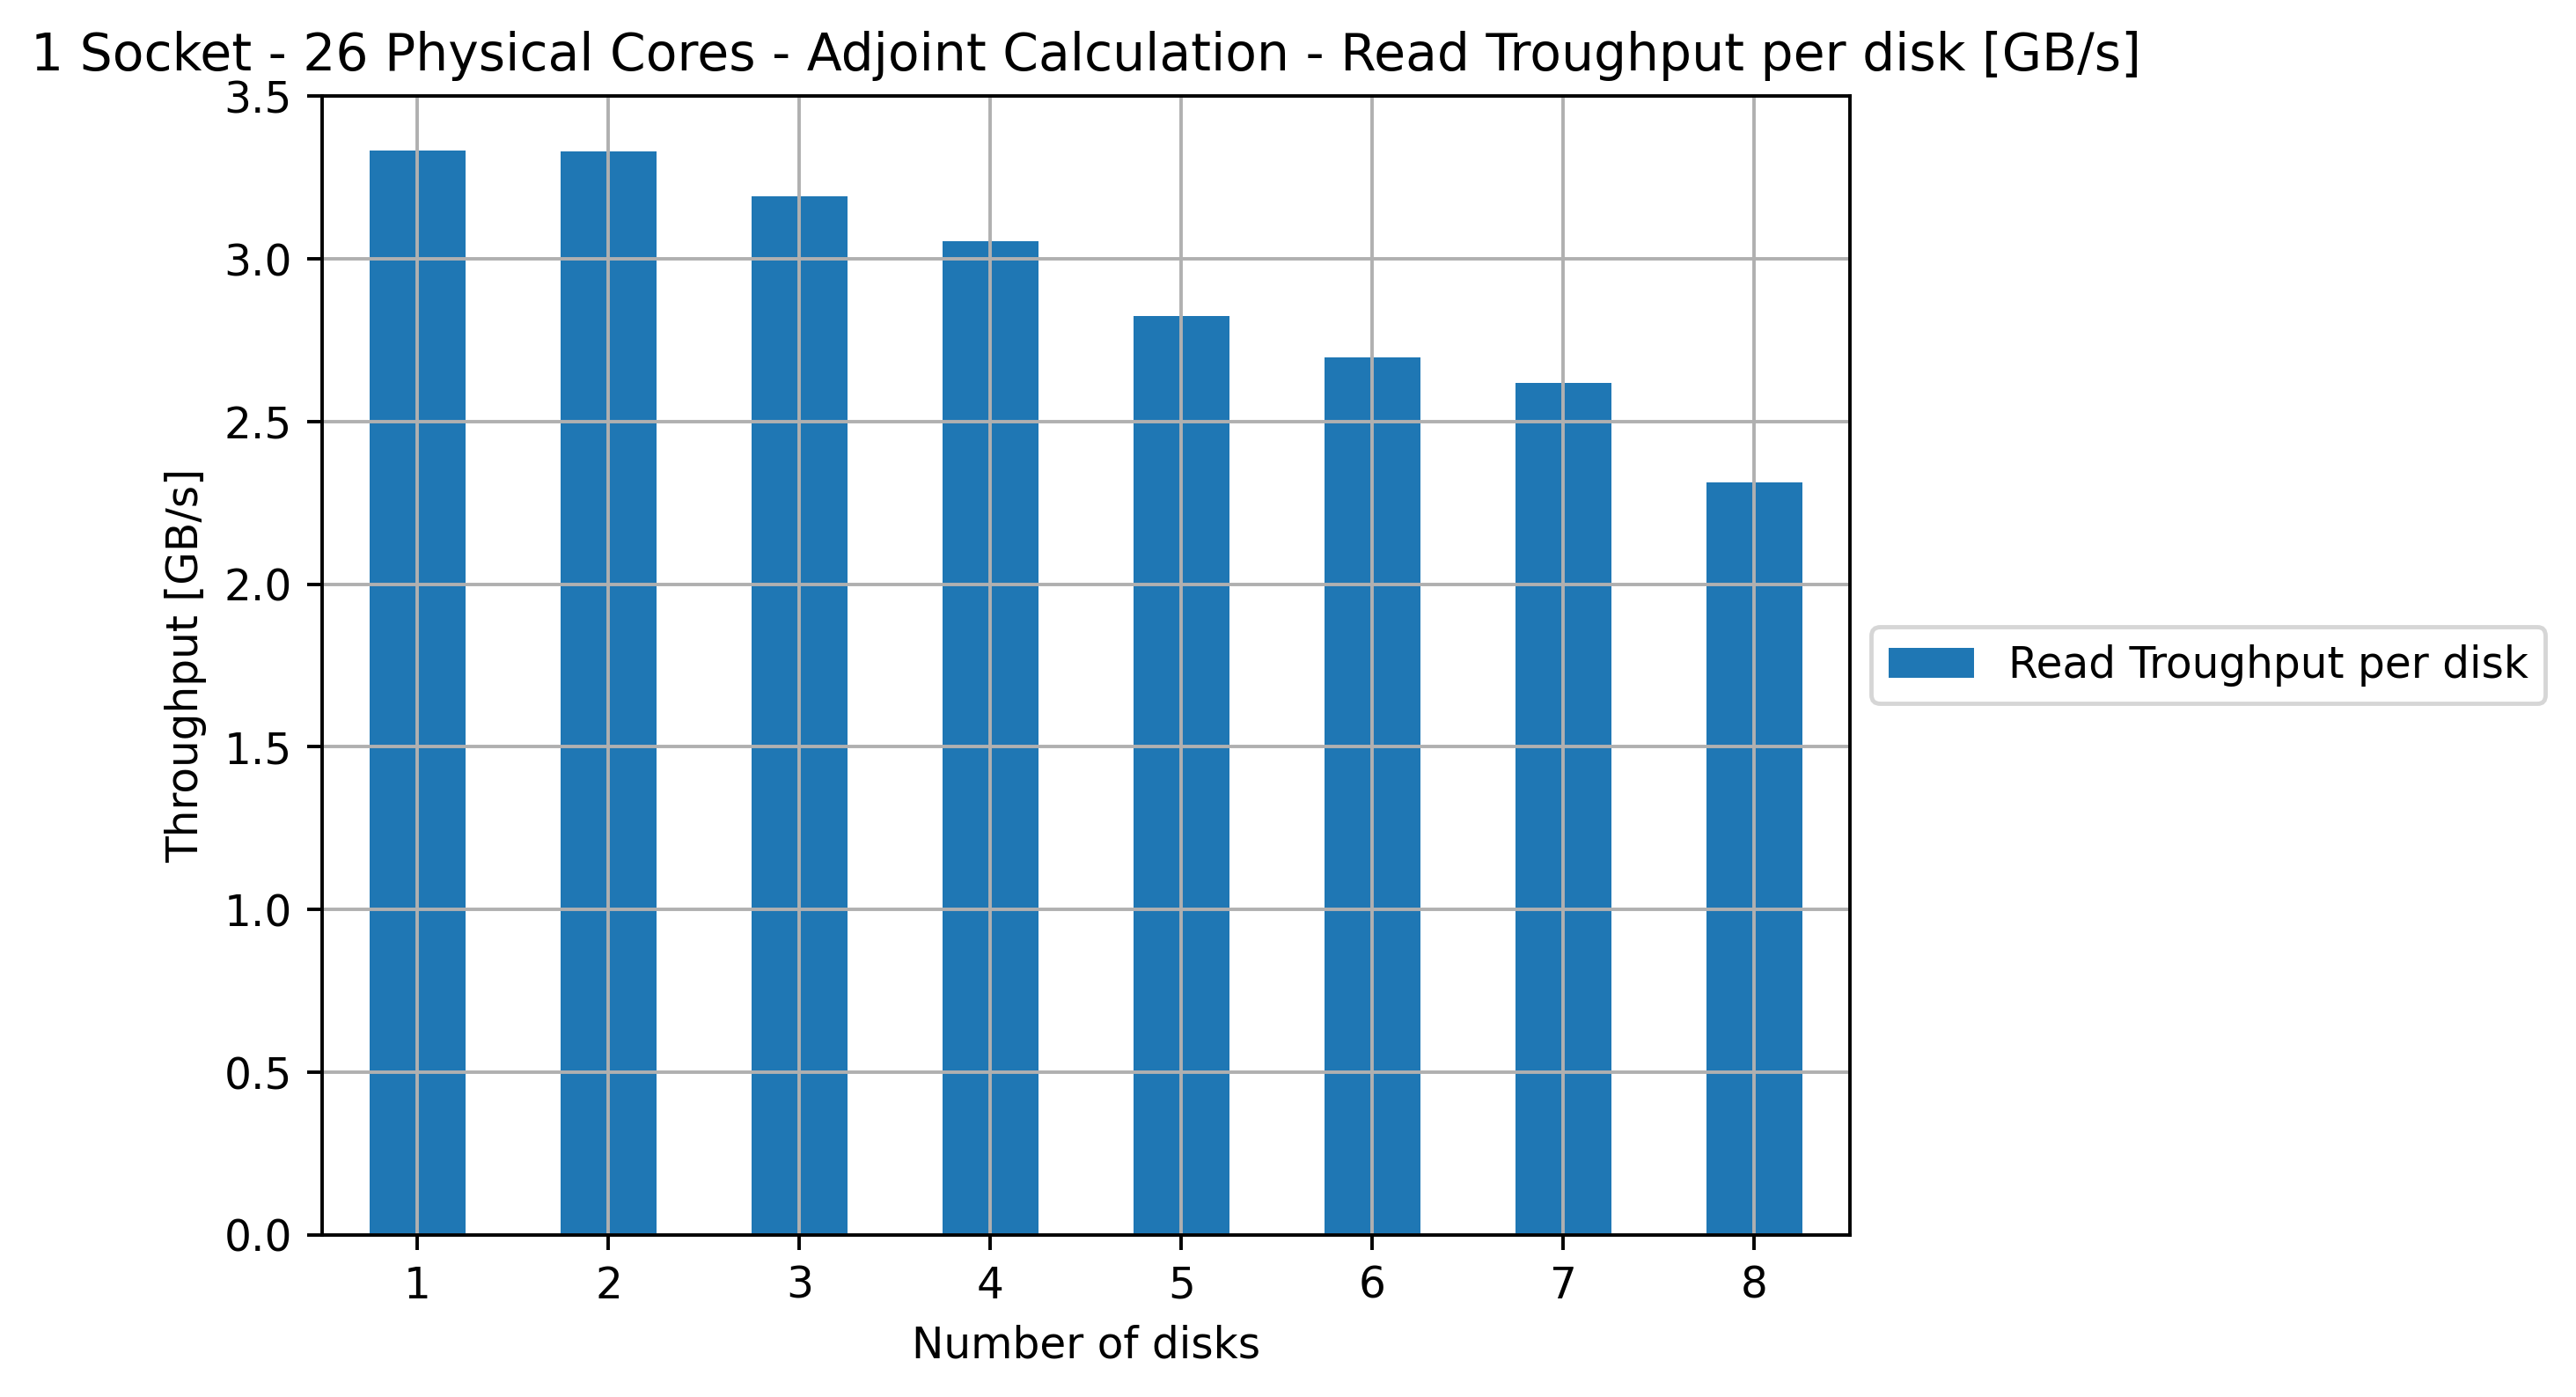 1 Socket - 26 Physical Cores - Adjoint Calculation - Read Troughput per disk [GB/s]
3.5
3.0
2.5
2.0
1.5
1.0
0.5
0.0
Throughput [GB/s]
1 2 3 4 5 6 7 8
Number of disks
Read Troughput per disk